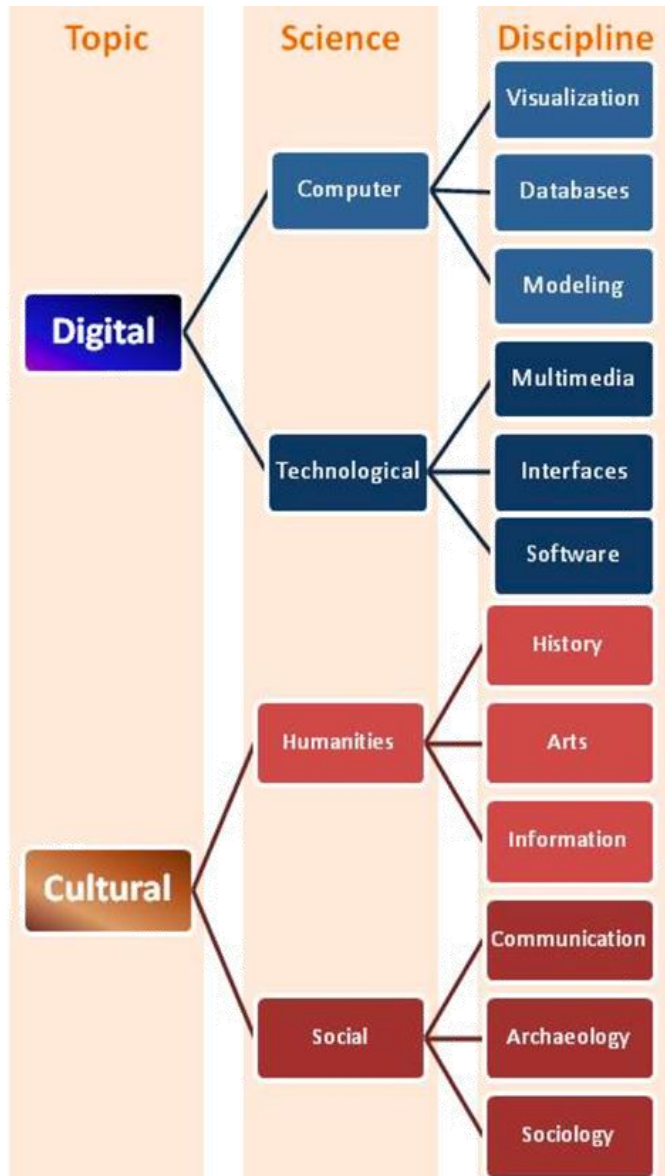 Topic
Science
Discipline
Digital
Computer
Visualization
Databases
Modeling
Technological
Multimedia
Interfaces
Software
Cultural
Humanities
History
Arts
Information
Social
Communication
Archaeology
Sociology